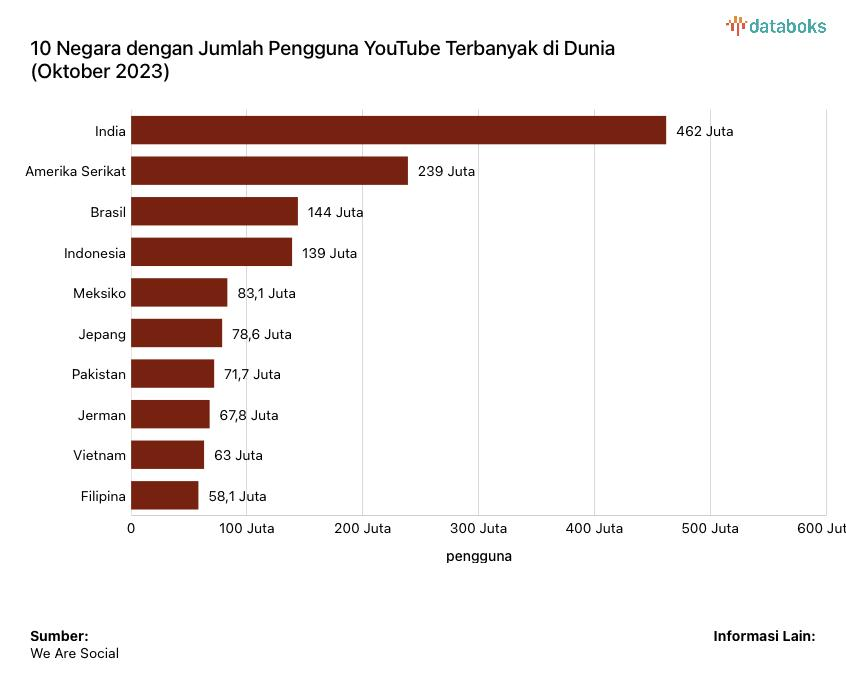 databoks
10 Negara dengan Jumlah Pengguna YouTube Terbanyak di Dunia
(Oktober 2023)
India 462 Juta
Amerika Serikat 239 Juta
Brasil 144 Juta
Indonesia 139 Juta
Meksiko 83,1 Juta
Jepang 78,6 Juta
Pakistan 71,7 Juta
Jerman 67,8 Juta
Vietnam 63 Juta
Filipina 58,1 Juta
0 100 Juta 200 Juta 300 Juta 400 Juta 500 Juta 600 Jut
pengguna
Sumber: Informasi Lain:
We Are Social